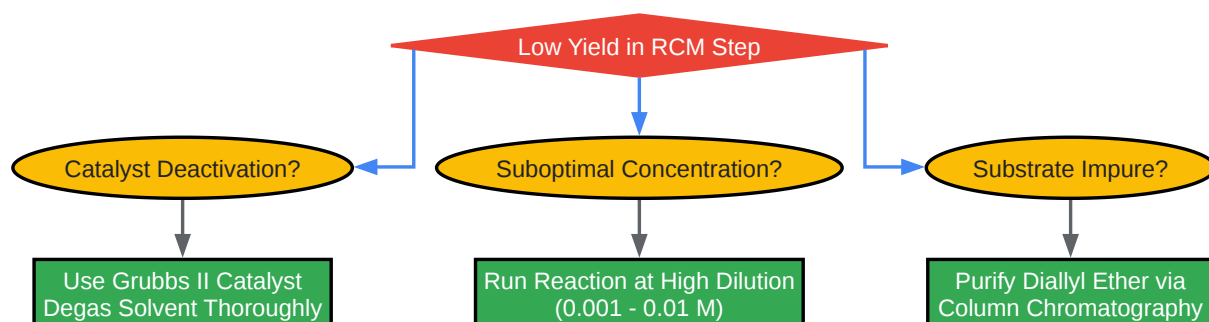 Low Yield in RCM Step
Catalyst Deactivation?
Suboptimal Concentration?
Substrate Impure?
Use Grubbs II Catalyst
Degas Solvent Thoroughly
Run Reaction at High Dilution
(0.001 - 0.01 M)
Purify Diallyl Ether via
Column Chromatography